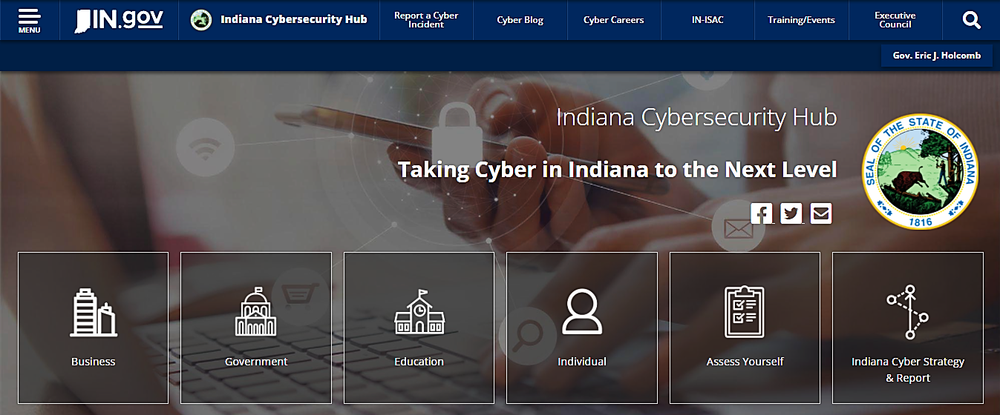 MENU
IN.gov
Indiana Cybersecurity Hub
Report a Cyber
Incident
Cyber Blog
Cyber Careers
IN-ISAC
Training/Events
Executive
Council
Gov. Eric J. Holcomb
Indiana Cybersecurity Hub
Taking Cyber in Indiana to the Next Level
SEAL OF THE STATE OF INDIANA
1816
Business
Government
Education
Individual
Assess Yourself
Indiana Cyber Strategy
& Report